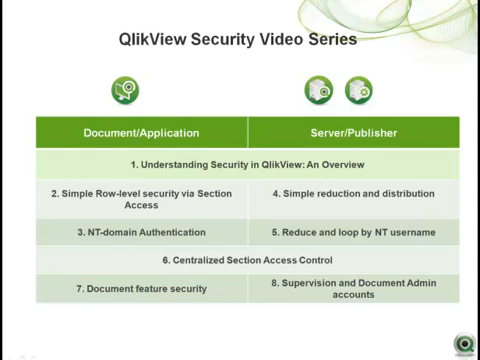 QlikView Security Video Series
Document/Application
Server/Publisher
1. Understanding Security in QlikView: An Overview
2. Simple Row-level security via Section
Access
4. Simple reduction and distribution
3. NT-domain Authentication
5. Reduce and loop by NT username
6. Centralized Section Access Control
7. Document feature security
8. Supervision and Document Admin
accounts